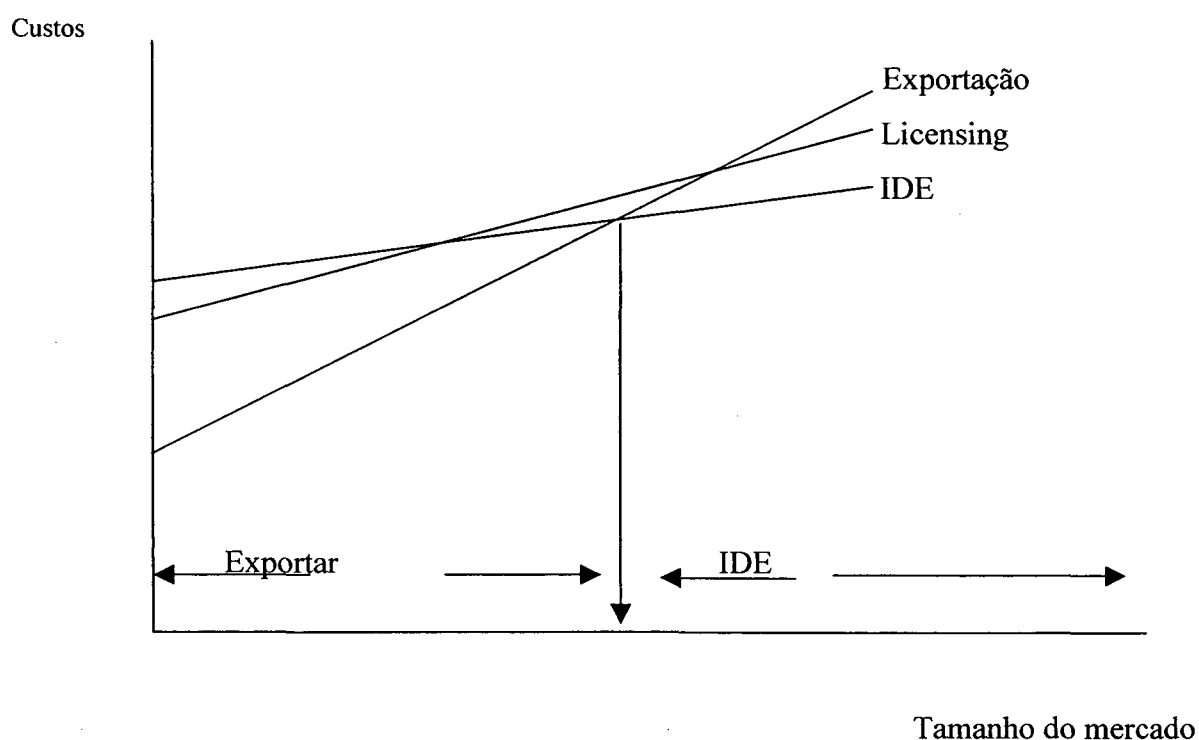 Custos
Exportação
Licensing
IDE
Exportar
IDE
Tamanho do mercado